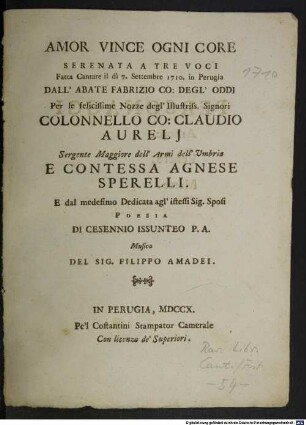 1710
AMOR VINCE OGNI CORE
SERENATA A TRE VOCI
Fatta Cantare il dì 7. Settembre 1710. in Perugia
DALL' ABATE FABRIZIO CO: DEGL' ODDI
Per le felicissime Nozze degl' Illustriss. Signori
COLONNELLO CO: CLAUDIO
AURELJ
Sergente Maggiore dell' Armi dell' Umbria
E CONTESSA AGNESE
SPERELLI.
E dal medesimo Dedicata agl' istessi Sig. Sposi
POESIA
DI CESENNIO ISSUNTEO P. A.
Musica
DEL SIG. FILIPPO AMADEI.
IN PERUGIA, MDCCX.
Pe'l Costantini Stampator Camerale
Con licenza de' Superiori.
- 54 -